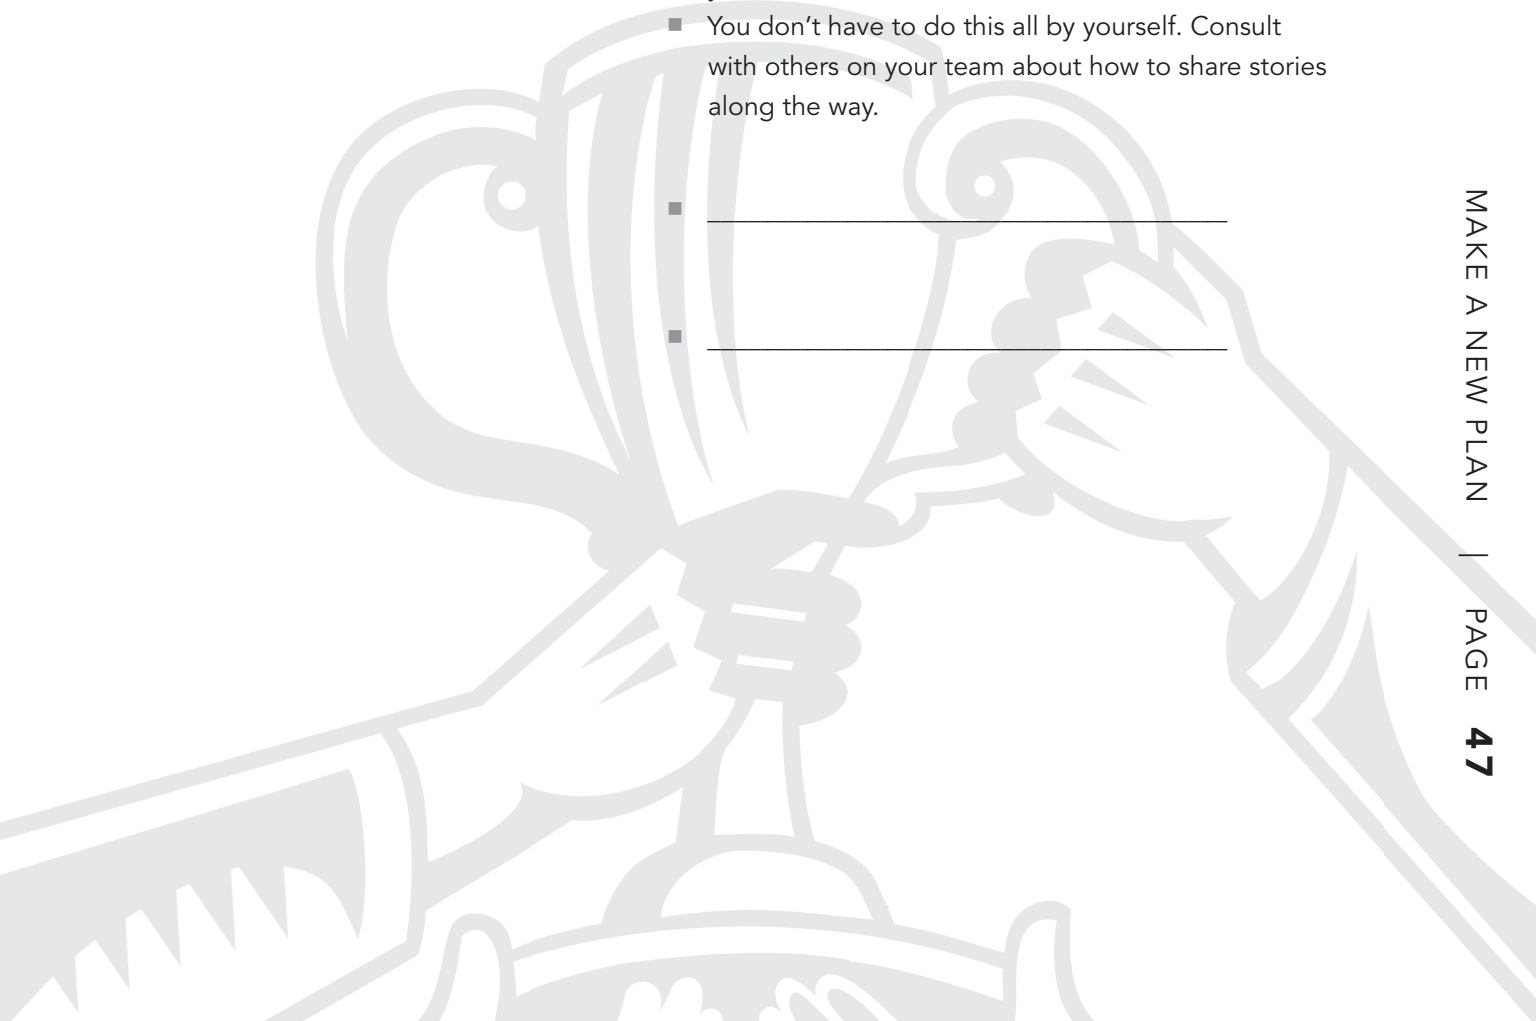 You don’t have to do this all by yourself. Consult
with others on your team about how to share stories
along the way.
MAKE A NEW PLAN | PAGE 47